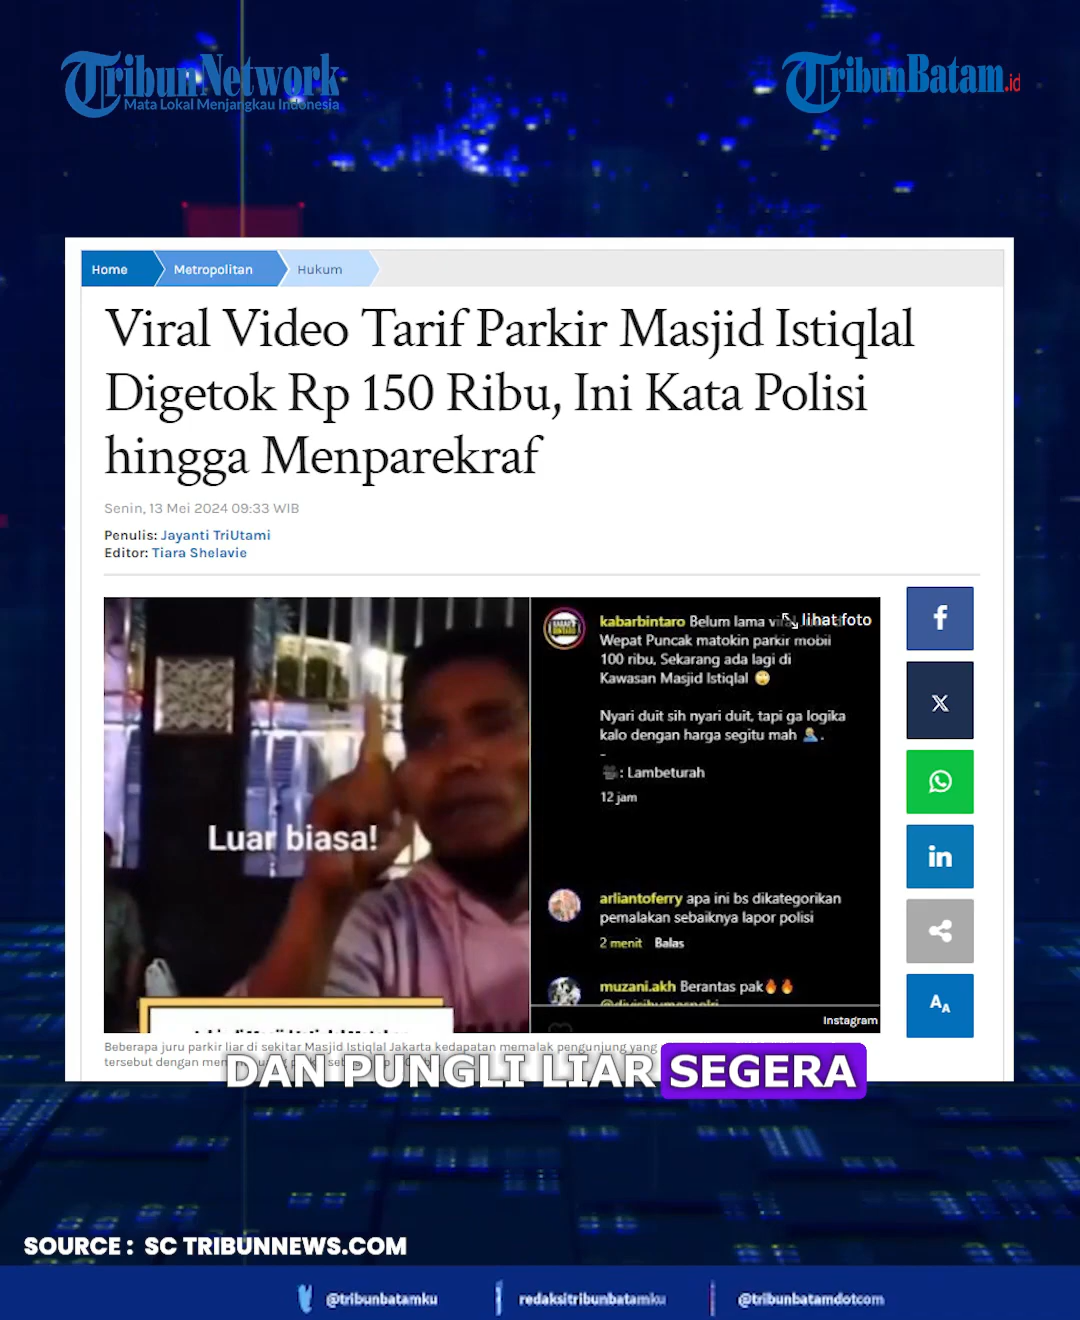 TribunNetwork
Mata Lokal Menjangkau Indonesia
TribunBatam.id
Home
Metropolitan
Hukum
Viral Video Tarif Parkir Masjid Istiqlal
Digetok Rp 150 Ribu, Ini Kata Polisi
hingga Menparekraf
Senin, 13 Mei 2024 09:33 WIB
Penulis: Jayanti TriUtami
Editor: Tiara Shelavie
Luar biasa!
lihat foto
kabarbintaro Belum lama
Wepat Puncak matokin parkir mobil
100 ribu, Sekarang ada lagi di
Kawasan Masjid Istiqlal
Nyari duit sih nyari duit, tapi ga logika
kalo dengan harga segitu mah
-
: Lambeturah
12 jam
arliantoferry apa ini bs dikategorikan
pemalakan sebaiknya lapor polisi
2 menit Balas
muzani.akh Berantas pak
Instagram
Beberapa juru parkir liar di sekitar Masjid Istiqlal Jakarta kedapatan memalak pengunjung yang
tersebut dengan
DAN PUNGLI LIAR SEGERA
SOURCE : SC TRIBUNNEWS.COM
@tribunbatamku
redaksitribunbatamku
@tribunbatamdotcom